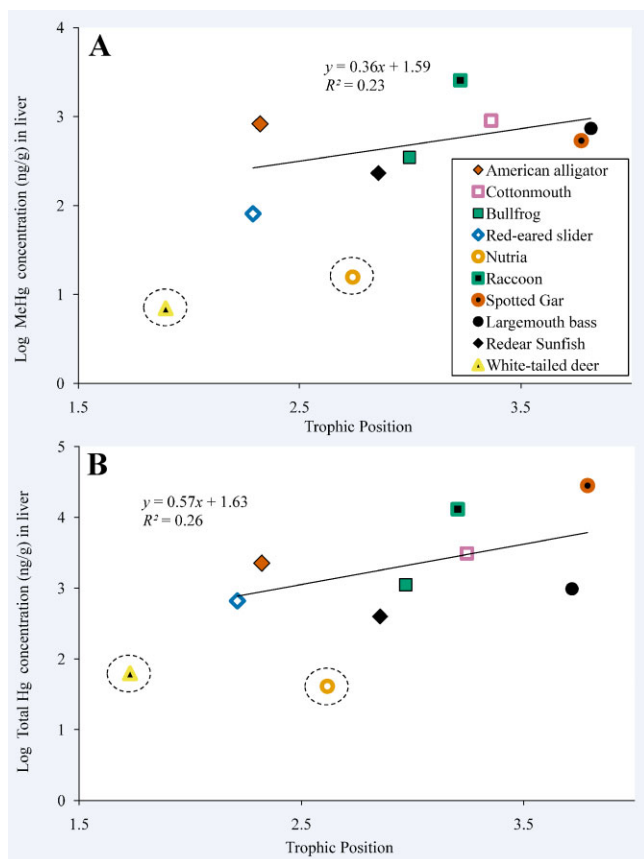 A
4
y = 0.36x + 1.59
R² = 0.23
3
American alligator
Cottonmouth
Bullfrog
2
Red-eared slider
Nutria
Raccoon
1
Spotted Gar
Largemouth bass
Redear Sunfish
White-tailed deer
0
1.5
2.5
3.5
Trophic Position
Log MeHg concentration (ng/g) in liver
B
5
y = 0.57x + 1.63
R² = 0.26
4
3
2
1
0
1.5
2.5
3.5
Trophic Position
Log Total Hg concentration (ng/g) in liver